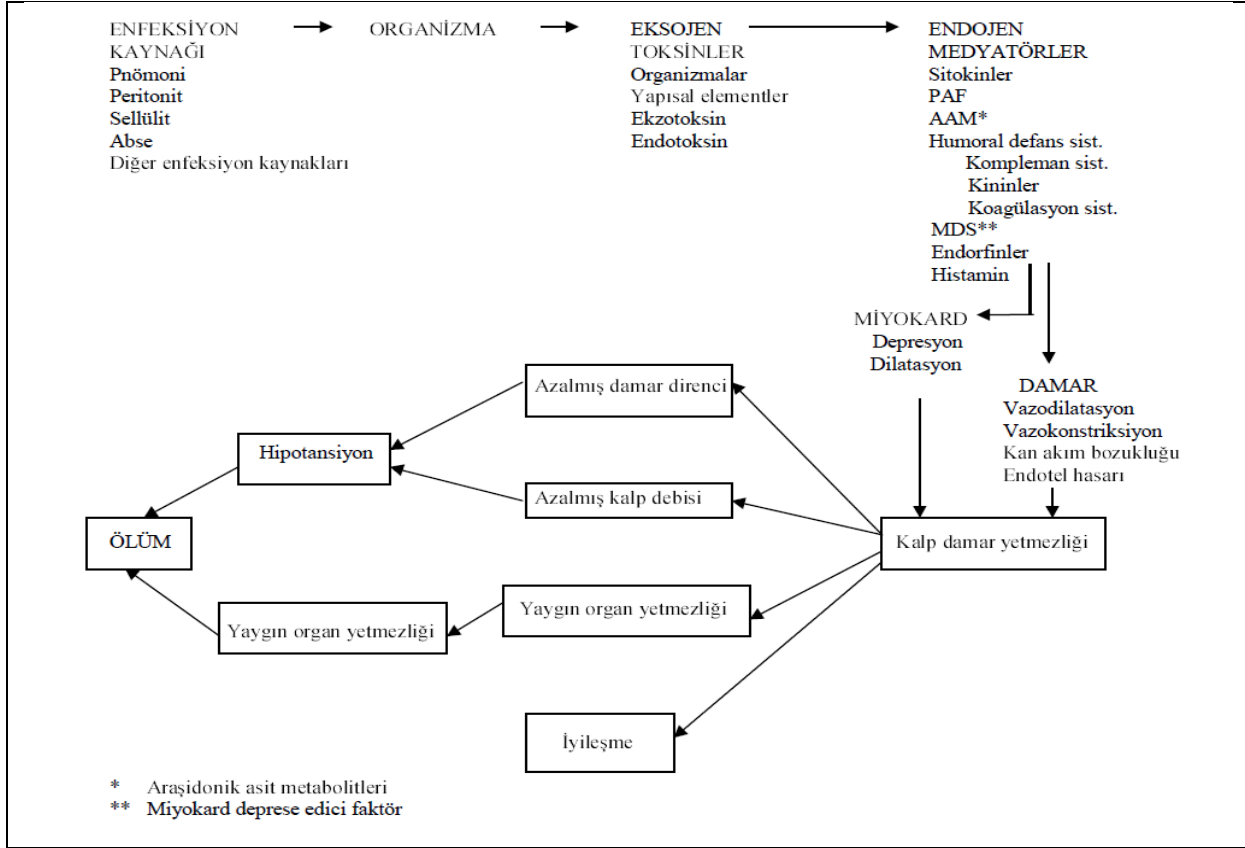 ENFEKSİYON
KAYNAĞI
Pnömoni
Peritonit
Sellülit
Abse
Diğer enfeksiyon kaynakları
ORGANİZMA
EKSOJEN
TOKSİNLER
Organizmalar
Yapısal elementler
Ekzotoksin
Endotoksin
ENDOJEN
MEDYATÖRLER
Sitokinler
PAF
AAM*
Humoral defans sist.
Kompleman sist.
Kininler
Koagülasyon sist.
MDS**
Endorfinler
Histamin
MİYOKARD
Depresyon
Dilatasyon
DAMAR
Vazodilatasyon
Vazokonstriksiyon
Kan akım bozukluğu
Endotel hasarı
Azalmış damar direnci
Hipotansiyon
Azalmış kalp debisi
ÖLÜM
Kalp damar yetmezliği
Yaygın organ yetmezliği
Yaygın organ yetmezliği
İyileşme
* Araşidonik asit metabolitleri
** Miyokard deprese edici faktör